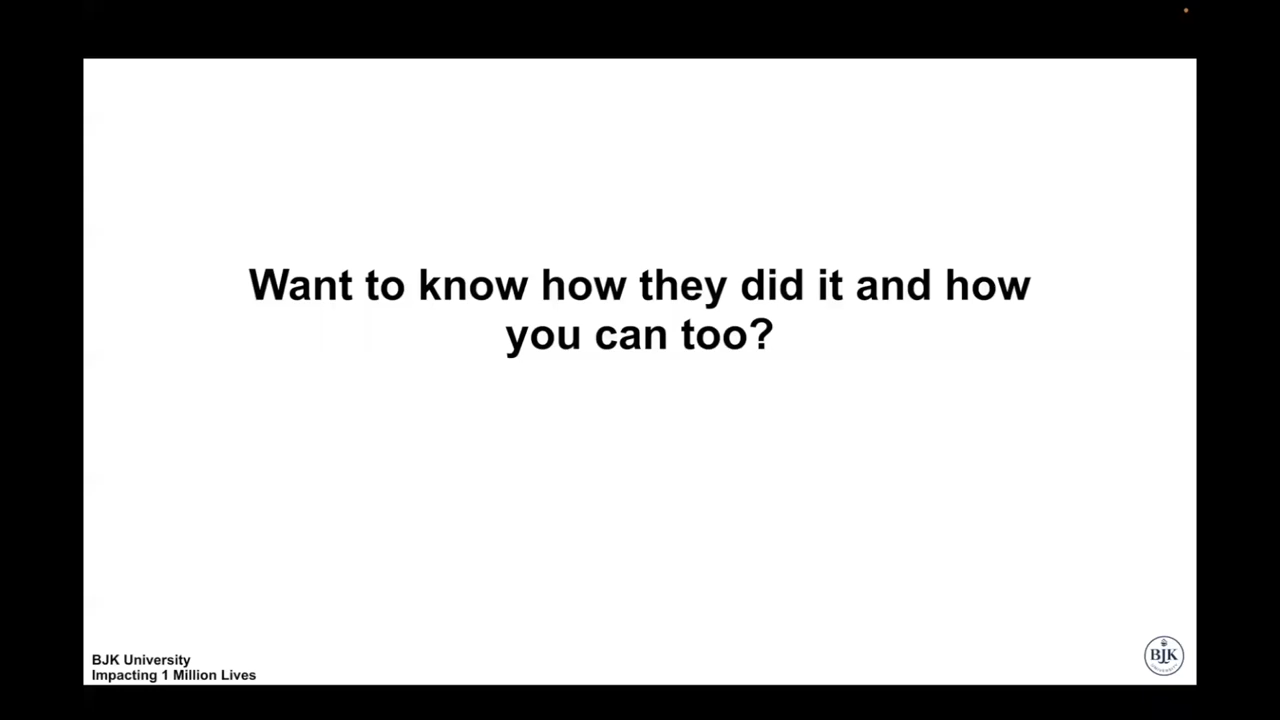 Want to know how they did it and how
you can too?
BJK University
Impacting 1 Million Lives
BJK
UNIVERSITY